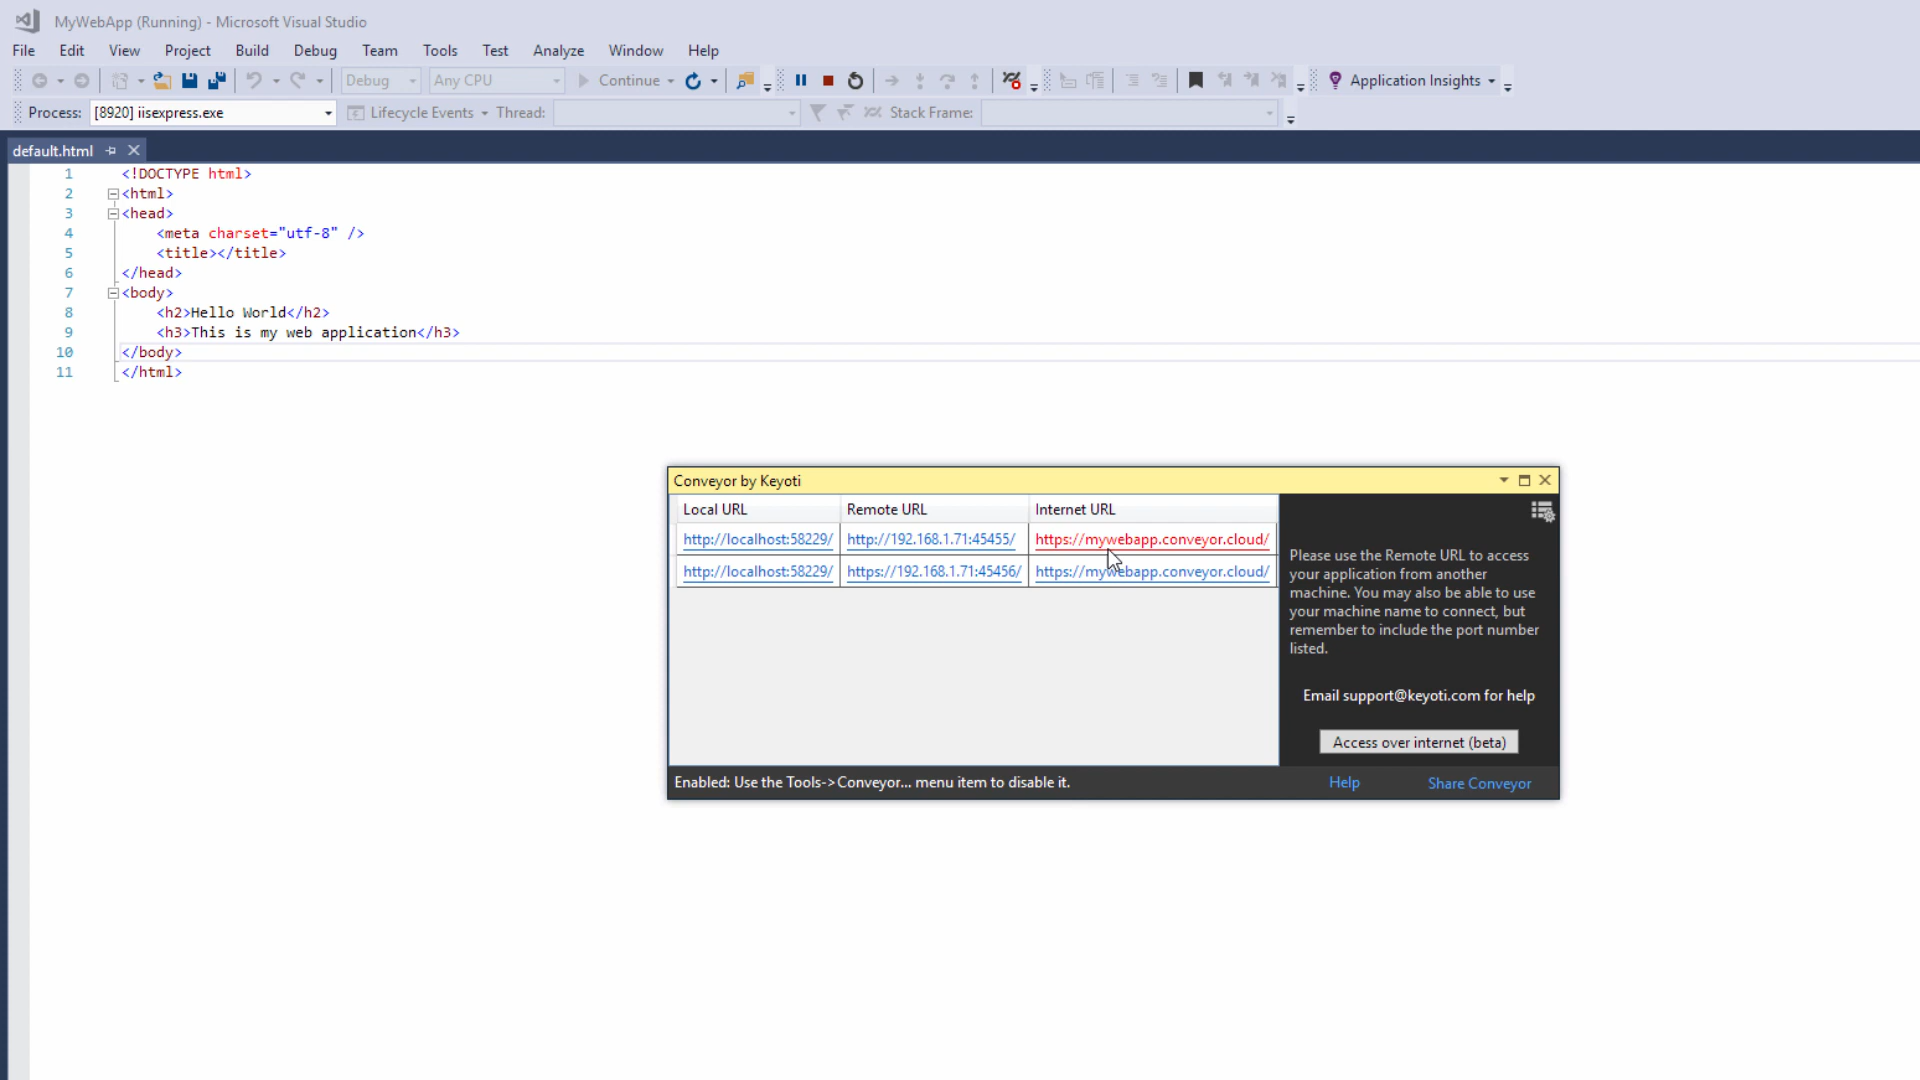 MyWebApp (Running) - Microsoft Visual Studio
File Edit View Project Build Debug Team Tools Test Analyze Window Help
Debug Any CPU Continue Application Insights
Process: [8920] iisexpress.exe Lifecycle Events Thread: Stack Frame:
default.html
1 <!DOCTYPE html>
2 <html>
3 <head>
4 <meta charset="utf-8" />
5 <title></title>
6 </head>
7 <body>
8 <h2>Hello World</h2>
9 <h3>This is my web application</h3>
10 </body>
11 </html>
Conveyor by Keyoti
Local URL Remote URL Internet URL
http://localhost:58229/ http://192.168.1.71:45455/ https://mywebapp.conveyor.cloud/
http://localhost:58229/ https://192.168.1.71:45456/ https://mywebapp.conveyor.cloud/
Please use the Remote URL to access
your application from another
machine. You may also be able to use
your machine name to connect, but
remember to include the port number
listed.
Email support@keyoti.com for help
Access over internet (beta)
Enabled: Use the Tools->Conveyor... menu item to disable it. Help Share Conveyor